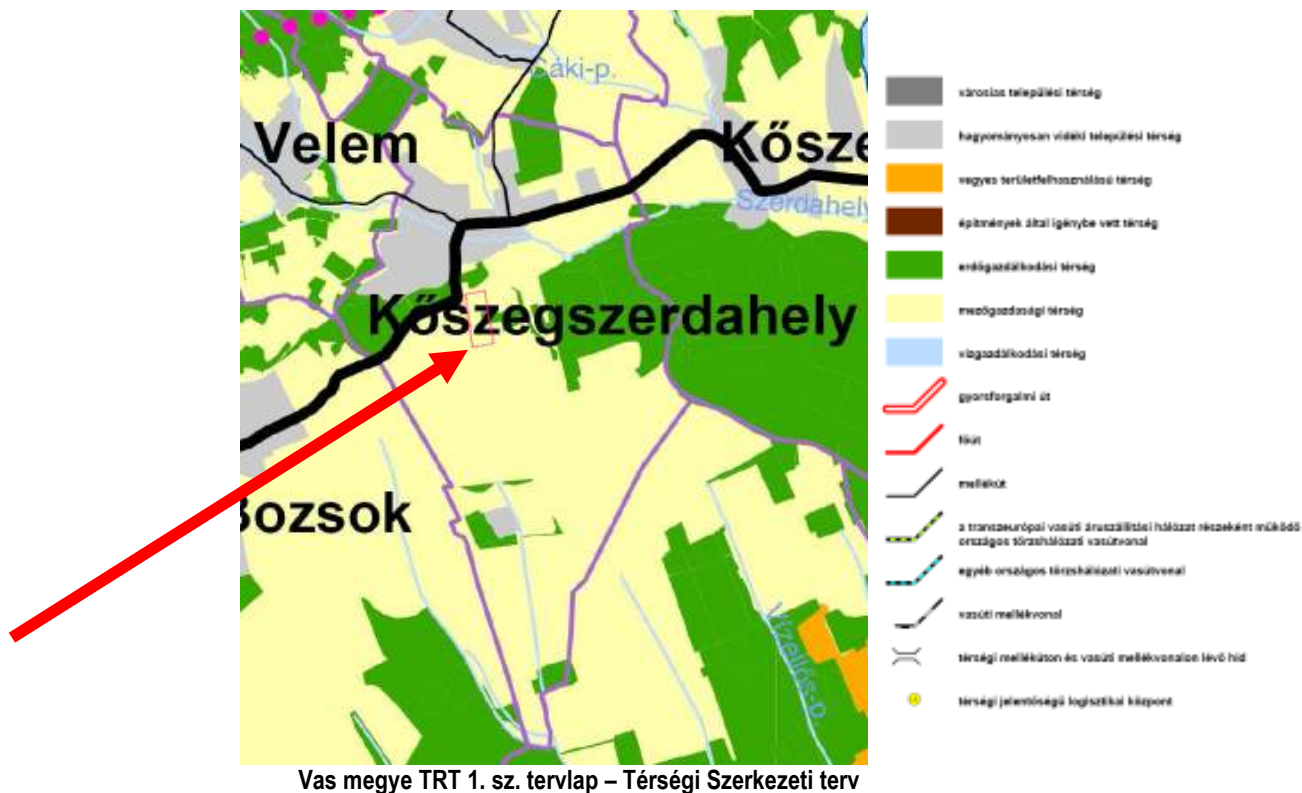 Cáki-p.
Velem
Kősze
Szerdahely
Kőszegszerdahely
Bozsok
Vízellős-p.
városias települési térség
hagyományosan vidéki települési térség
vegyes területfelhasználású térség
építmények által igénybe vett térség
erdőgazdálkodási térség
mezőgazdasági térség
vízgazdálkodási térség
gyorsforgalmi út
főút
mellékút
a transzeurópai vasúti áruszállítási hálózat részeként működő
országos törzshálózati vasútvonal
egyéb országos törzshálózati vasútvonal
vasúti mellékvonal
térségi mellékúton és vasúti mellékvonalon lévő híd
térségi jelentőségű logisztikai központ
Vas megye TRT 1. sz. tervlap – Térségi Szerkezeti terv